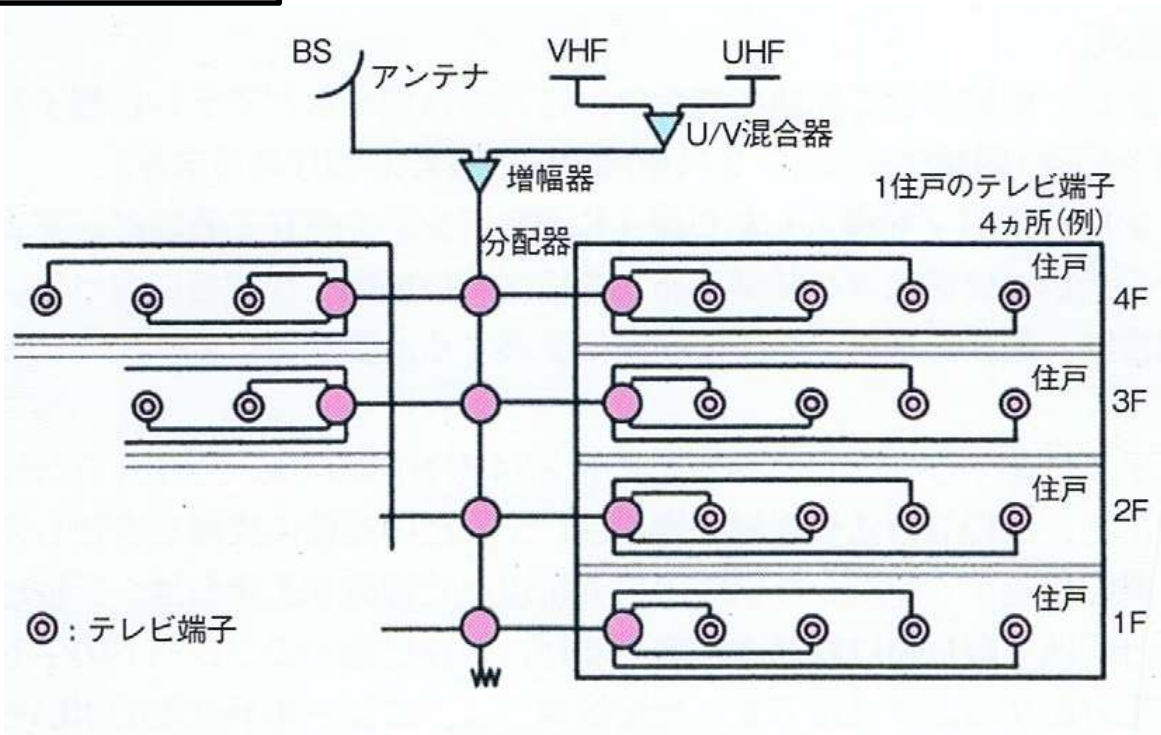 BS
アンテナ
VHF
UHF
U/V混合器
増幅器
分配器
1住戸のテレビ端子
4ヵ所(例)
住戸
4F
住戸
3F
住戸
2F
住戸
1F
◎:テレビ端子